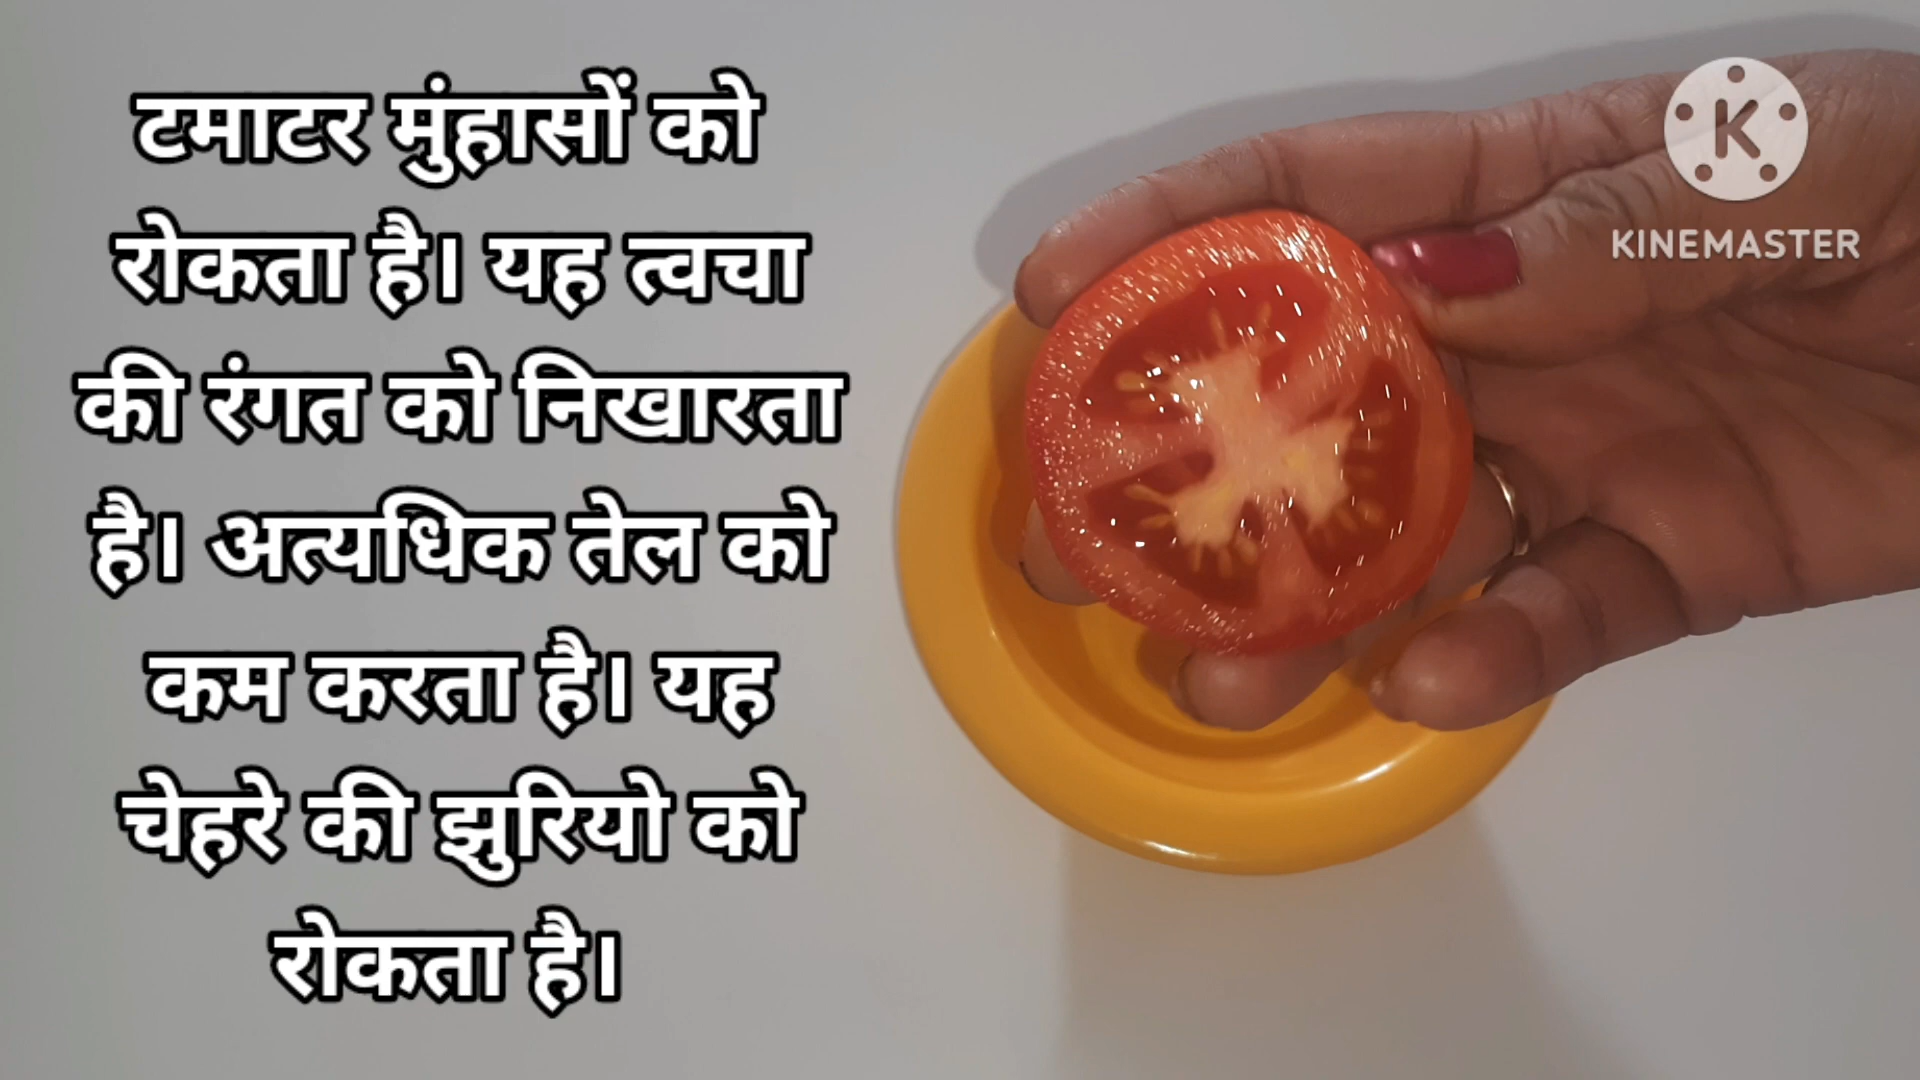 टमाटर मुंहासों को
रोकता है। यह त्वचा
की रंगत को निखारता
है। अत्यधिक तेल को
कम करता है। यह
चेहरे की झुरियो को
रोकता है।
K
KINEMASTER